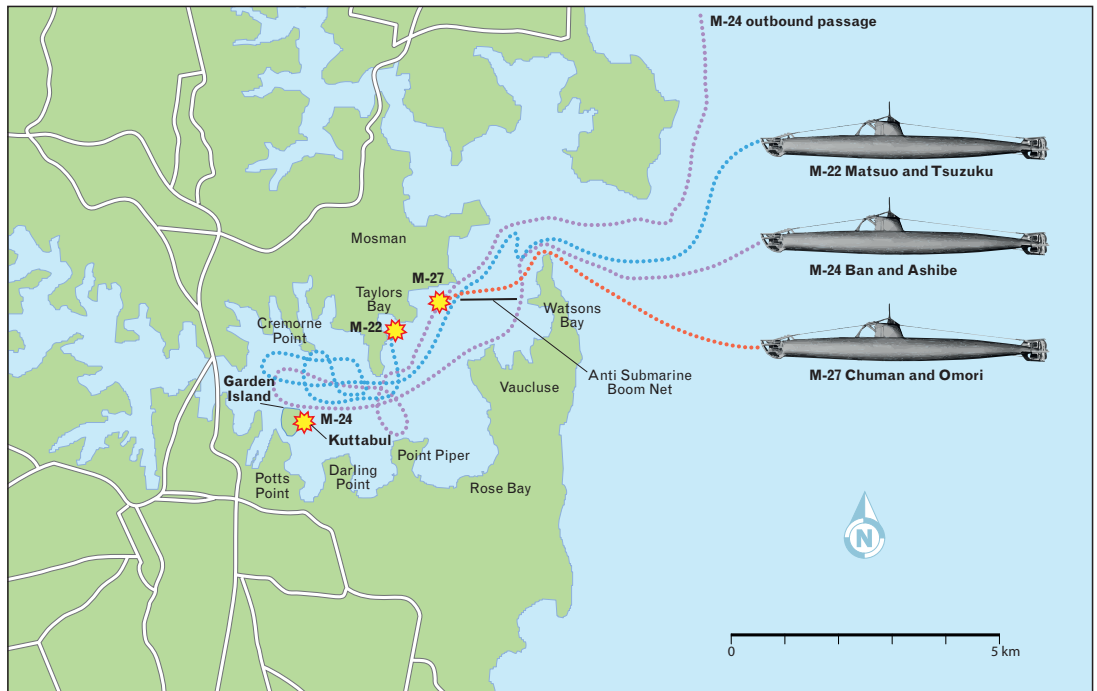 M-24 outbound passage
M-22 Matsuo and Tsuzuku
Mosman
M-24 Ban and Ashibe
M-27
Taylors
Bay
Watsons
Bay
M-22
Cremorne
Point
M-27 Chuman and Omori
Anti Submarine
Boom Net
Garden
Island
Vaucluse
M-24
Kuttabul
Point Piper
Darling
Point
Potts
Point
Rose Bay
N
0
5 km